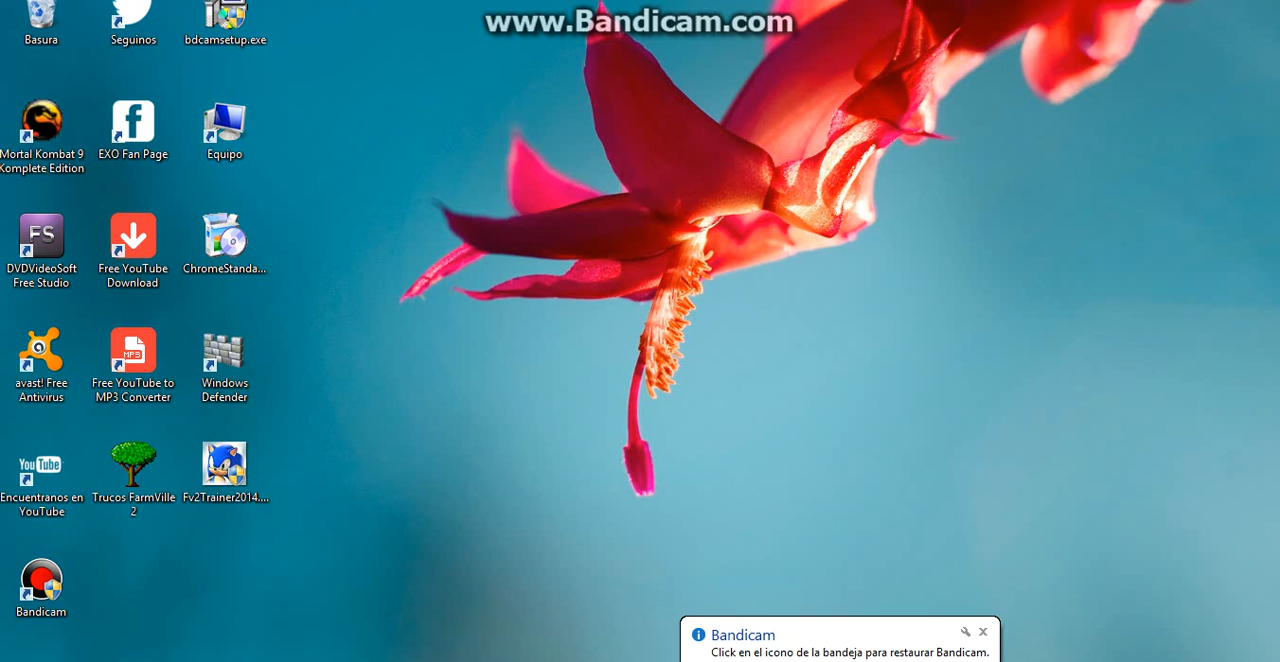 www.Bandicam.com
Basura
Seguinos
bdcamsetup.exe
Mortal Kombat 9
Komplete Edition
EXO Fan Page
Equipo
FS
DVDVideoSoft
Free Studio
Free YouTube
Download
ChromeStanda...
avast! Free
Antivirus
MP3
Free YouTube to
MP3 Converter
Windows
Defender
YouTube
Encuentranos en
YouTube
Trucos FarmVille
2
Fv2Trainer2014....
Bandicam
Bandicam
Click en el icono de la bandeja para restaurar Bandicam.